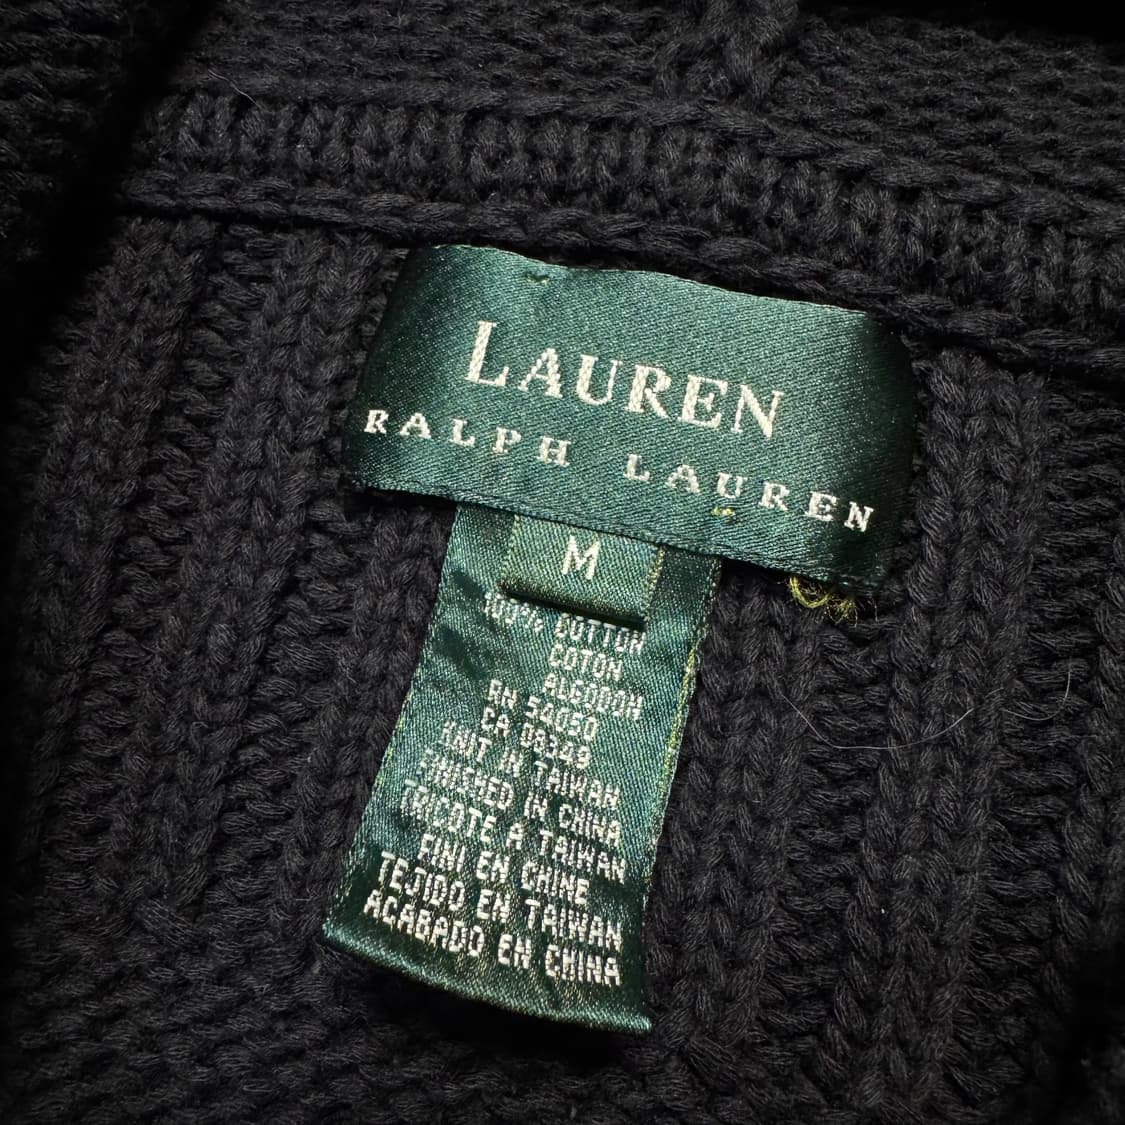 LAUREN
RALPH LAUREN
M
100% COTTON
COTON
ALGODON
RN 54050
CA 08349
KNIT IN TAIWAN
FINISHED IN CHINA
TRICOTE A TAIWAN
FINI EN CHINE
TEJIDO EN TAIWAN
ACABADO EN CHINA